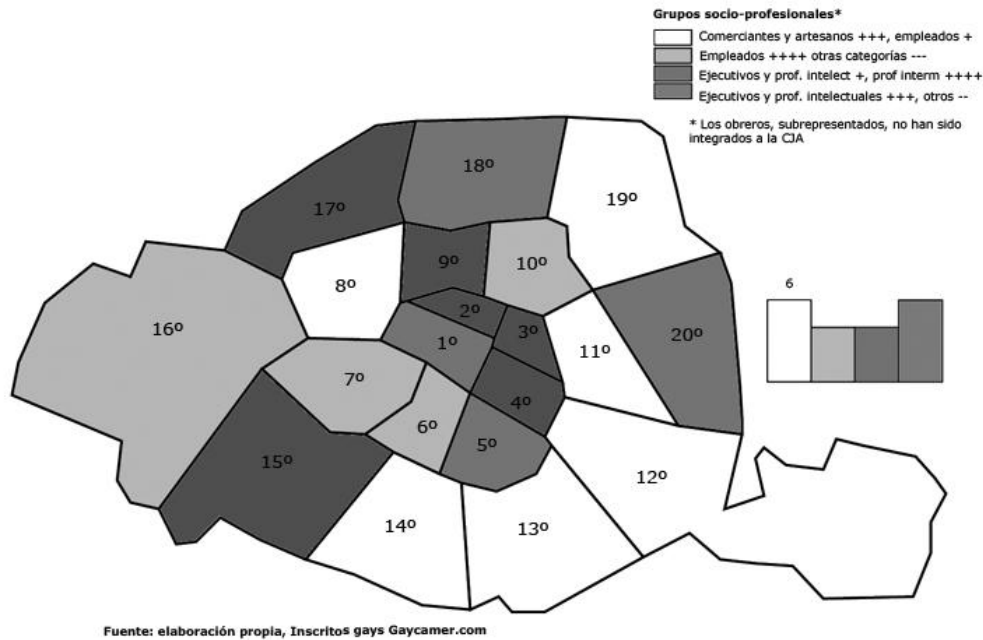 Grupos socio-profesionales*
Comerciantes y artesanos +++, empleados +
Empleados ++++ otras categorías ---
Ejecutivos y prof. intelect +, prof interm ++++
Ejecutivos y prof. intelectuales +++, otros --
* Los obreros, subrepresentados, no han sido
integrados a la CJA
18º
17º
19º
9º
10º
8º
6
2º
16º
3º
1º
20º
11º
7º
4º
6º
5º
15º
12º
14º
13º
Fuente: elaboración propia, Inscritos gays Gaycamer.com